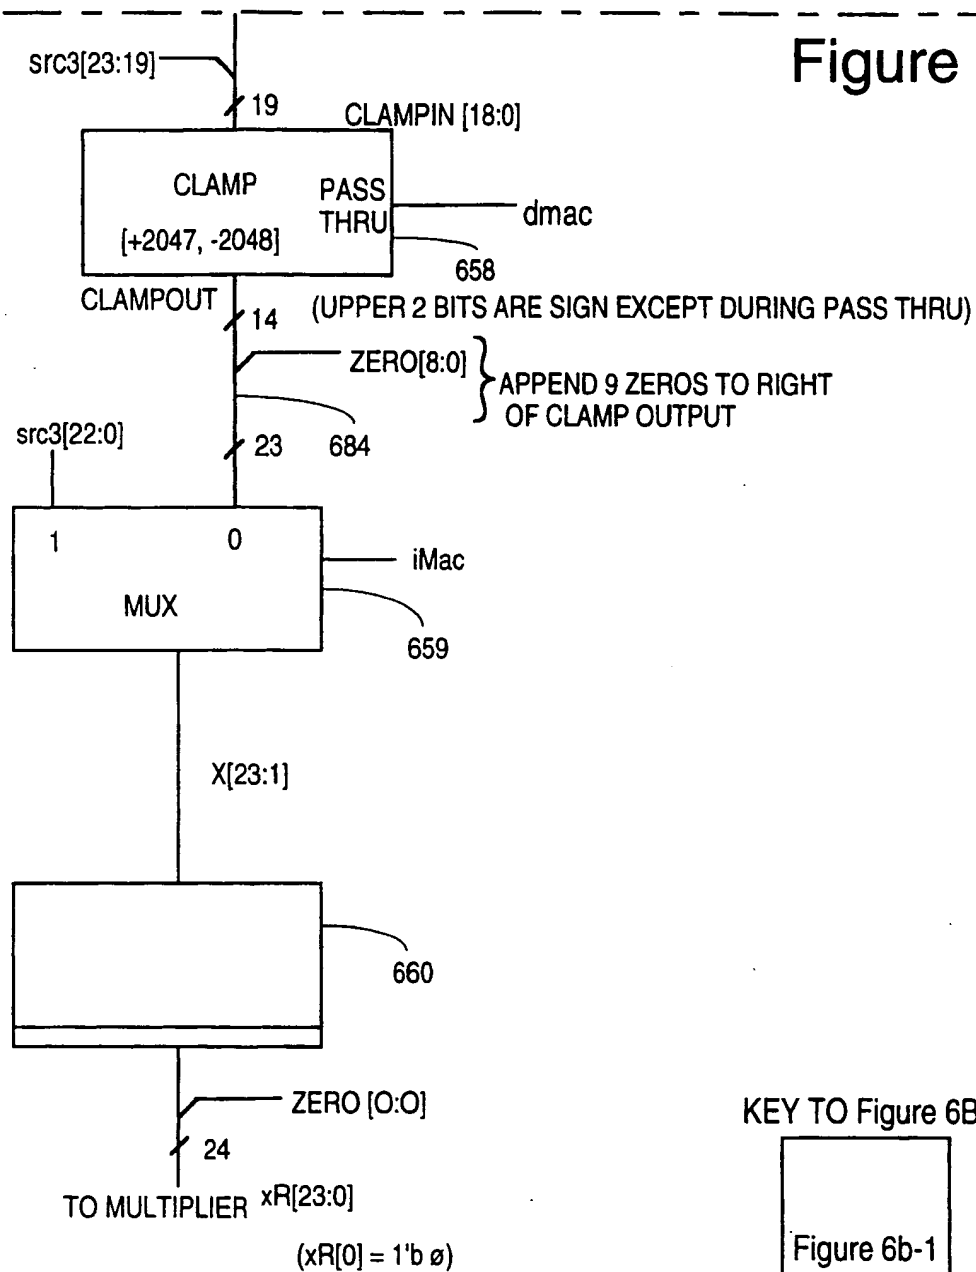 Figure
src3[23:19]
19
CLAMPIN [18:0]
CLAMP
PASS
THRU
[+2047, -2048]
dmac
658
CLAMPOUT
14
(UPPER 2 BITS ARE SIGN EXCEPT DURING PASS THRU)
ZERO[8:0]
APPEND 9 ZEROS TO RIGHT
OF CLAMP OUTPUT
src3[22:0]
23
684
1
0
MUX
iMac
659
X[23:1]
660
ZERO [O:O]
24
TO MULTIPLIER xR[23:0]
(xR[0] = 1'b ø)
KEY TO Figure 6B
Figure 6b-1